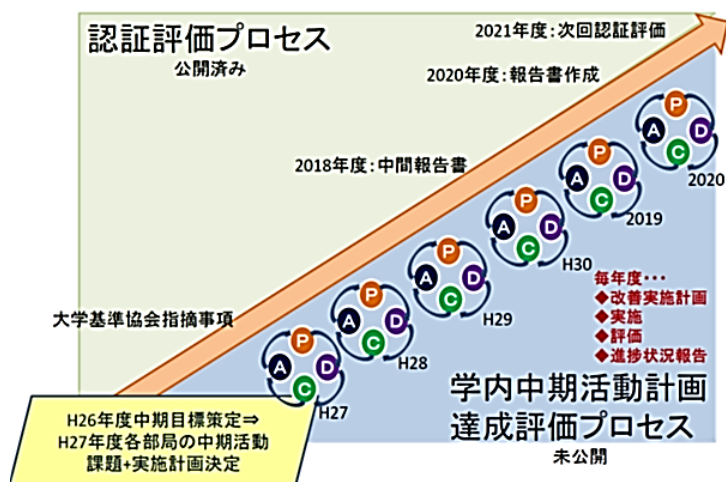 認証評価プロセス
公開済み
2021年度：次回認証評価
2020年度：報告書作成
2018年度：中間報告書
大学基準協会指摘事項
P
A
D
C
2020
P
A
D
C
2019
P
A
D
C
H30
P
A
D
C
H29
P
A
D
C
H28
P
A
D
C
H27
毎年度・・・
◆改善実施計画
◆実施
◆評価
◆進捗状況報告
学内中期活動計画
達成評価プロセス
未公開
H26年度中期目標策定⇒
H27年度各部局の中期活動
課題+実施計画決定